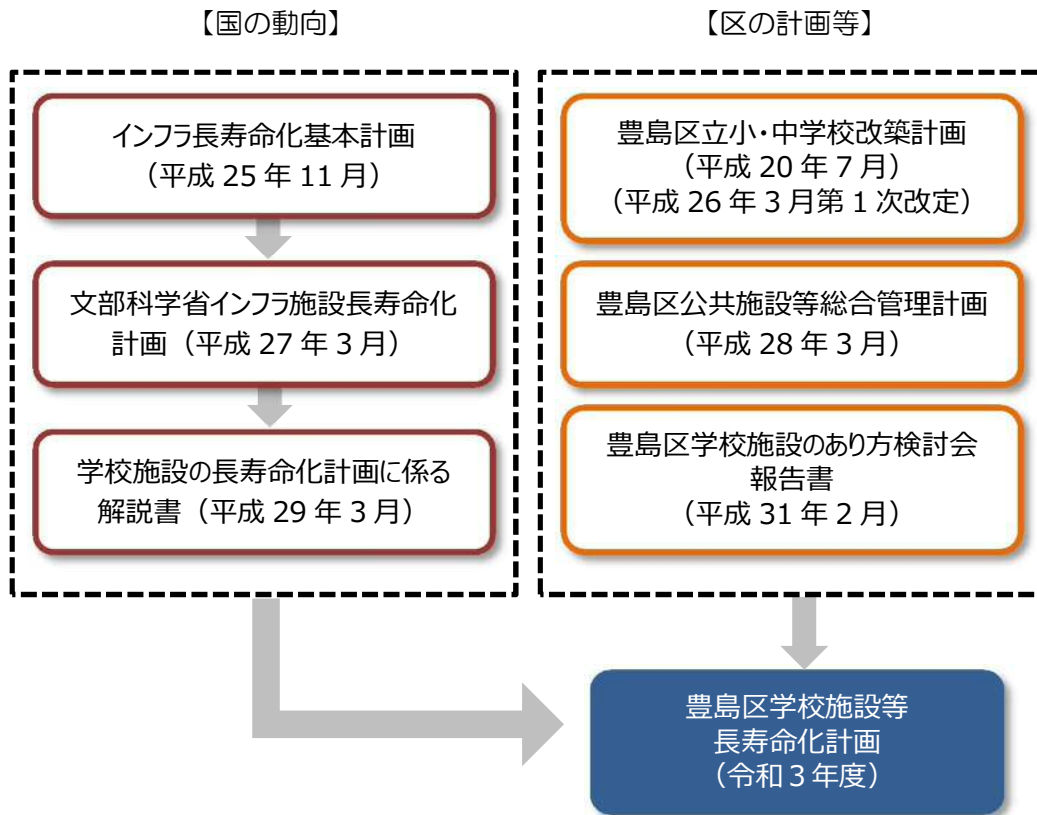 【国の動向】
インフラ長寿命化基本計画
（平成 25 年 11 月）
文部科学省インフラ施設長寿命化
計画（平成 27 年 3 月）
学校施設の長寿命化計画に係る
解説書（平成 29 年 3 月）
【区の計画等】
豊島区立小・中学校改築計画
（平成 20 年 7 月）
（平成 26 年 3 月第 1 次改定）
豊島区公共施設等総合管理計画
（平成 28 年 3 月）
豊島区学校施設のあり方検討会
報告書
（平成 31 年 2 月）
豊島区学校施設等
長寿命化計画
（令和 3 年度）